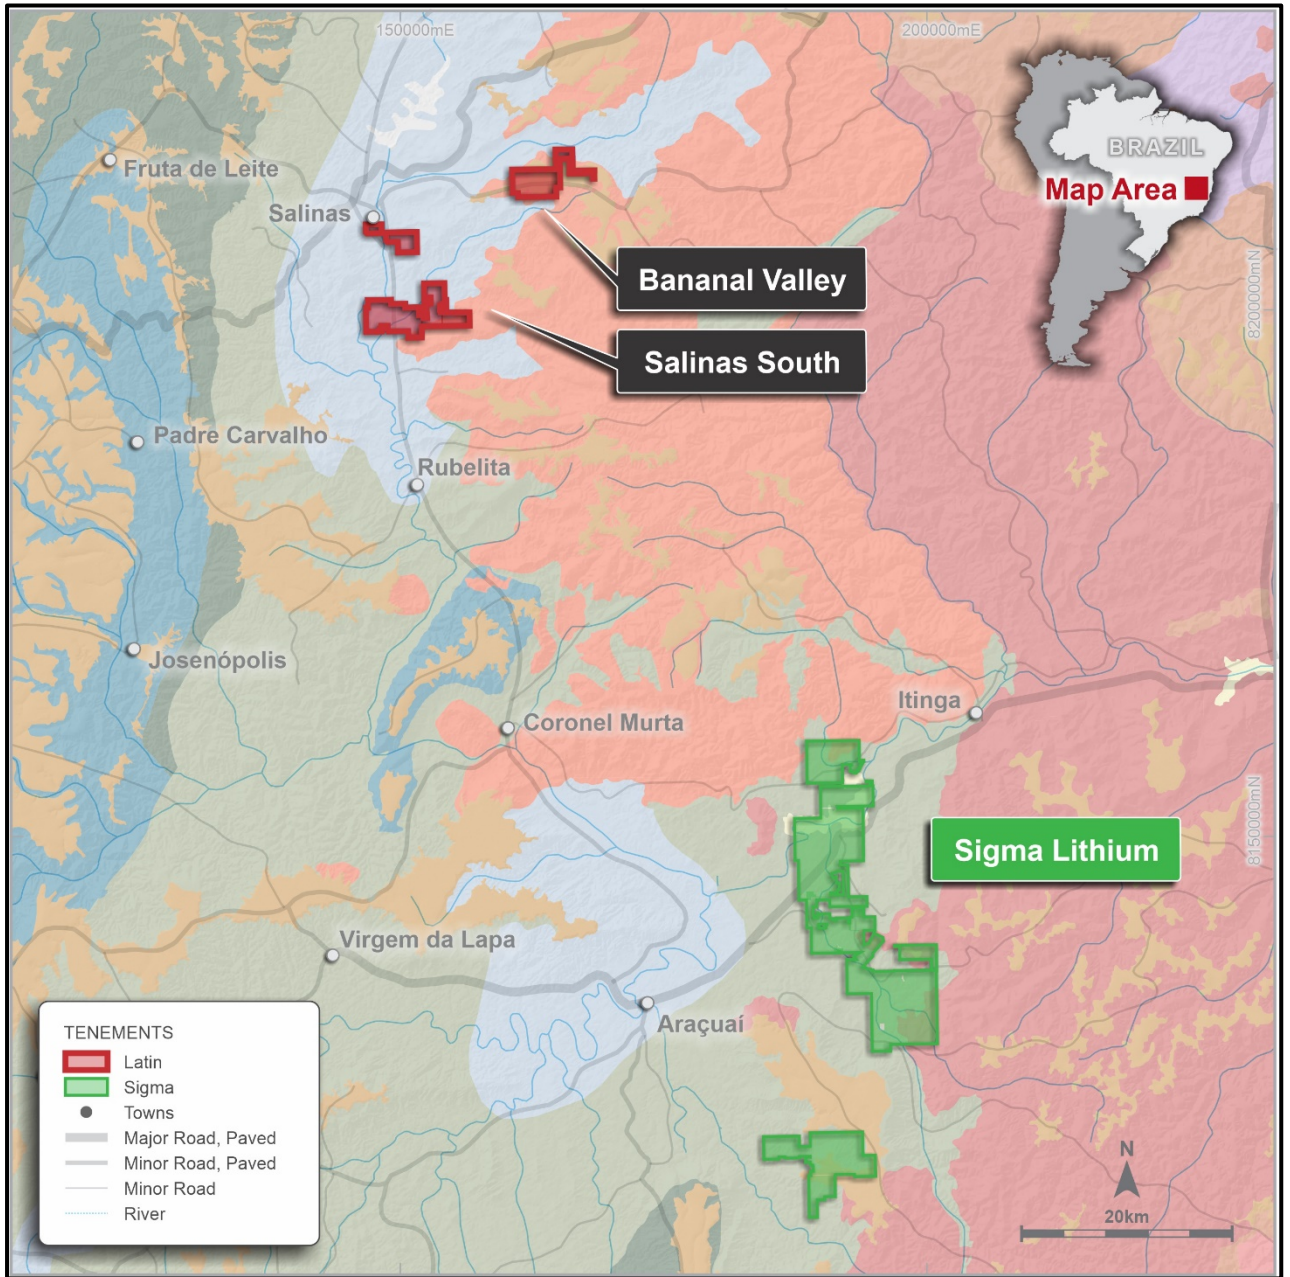 150000mE
200000mE
BRAZIL
Map Area
Fruta de Leite
Salinas
Bananal Valley
8200000mN
Salinas South
Padre Carvalho
Rubelita
Josenópolis
Itinga
Coronel Murta
Sigma Lithium
8150000mN
Virgem da Lapa
Araçuaí
TENEMENTS
Latin
Sigma
Towns
Major Road, Paved
Minor Road, Paved
Minor Road
River
N
20km